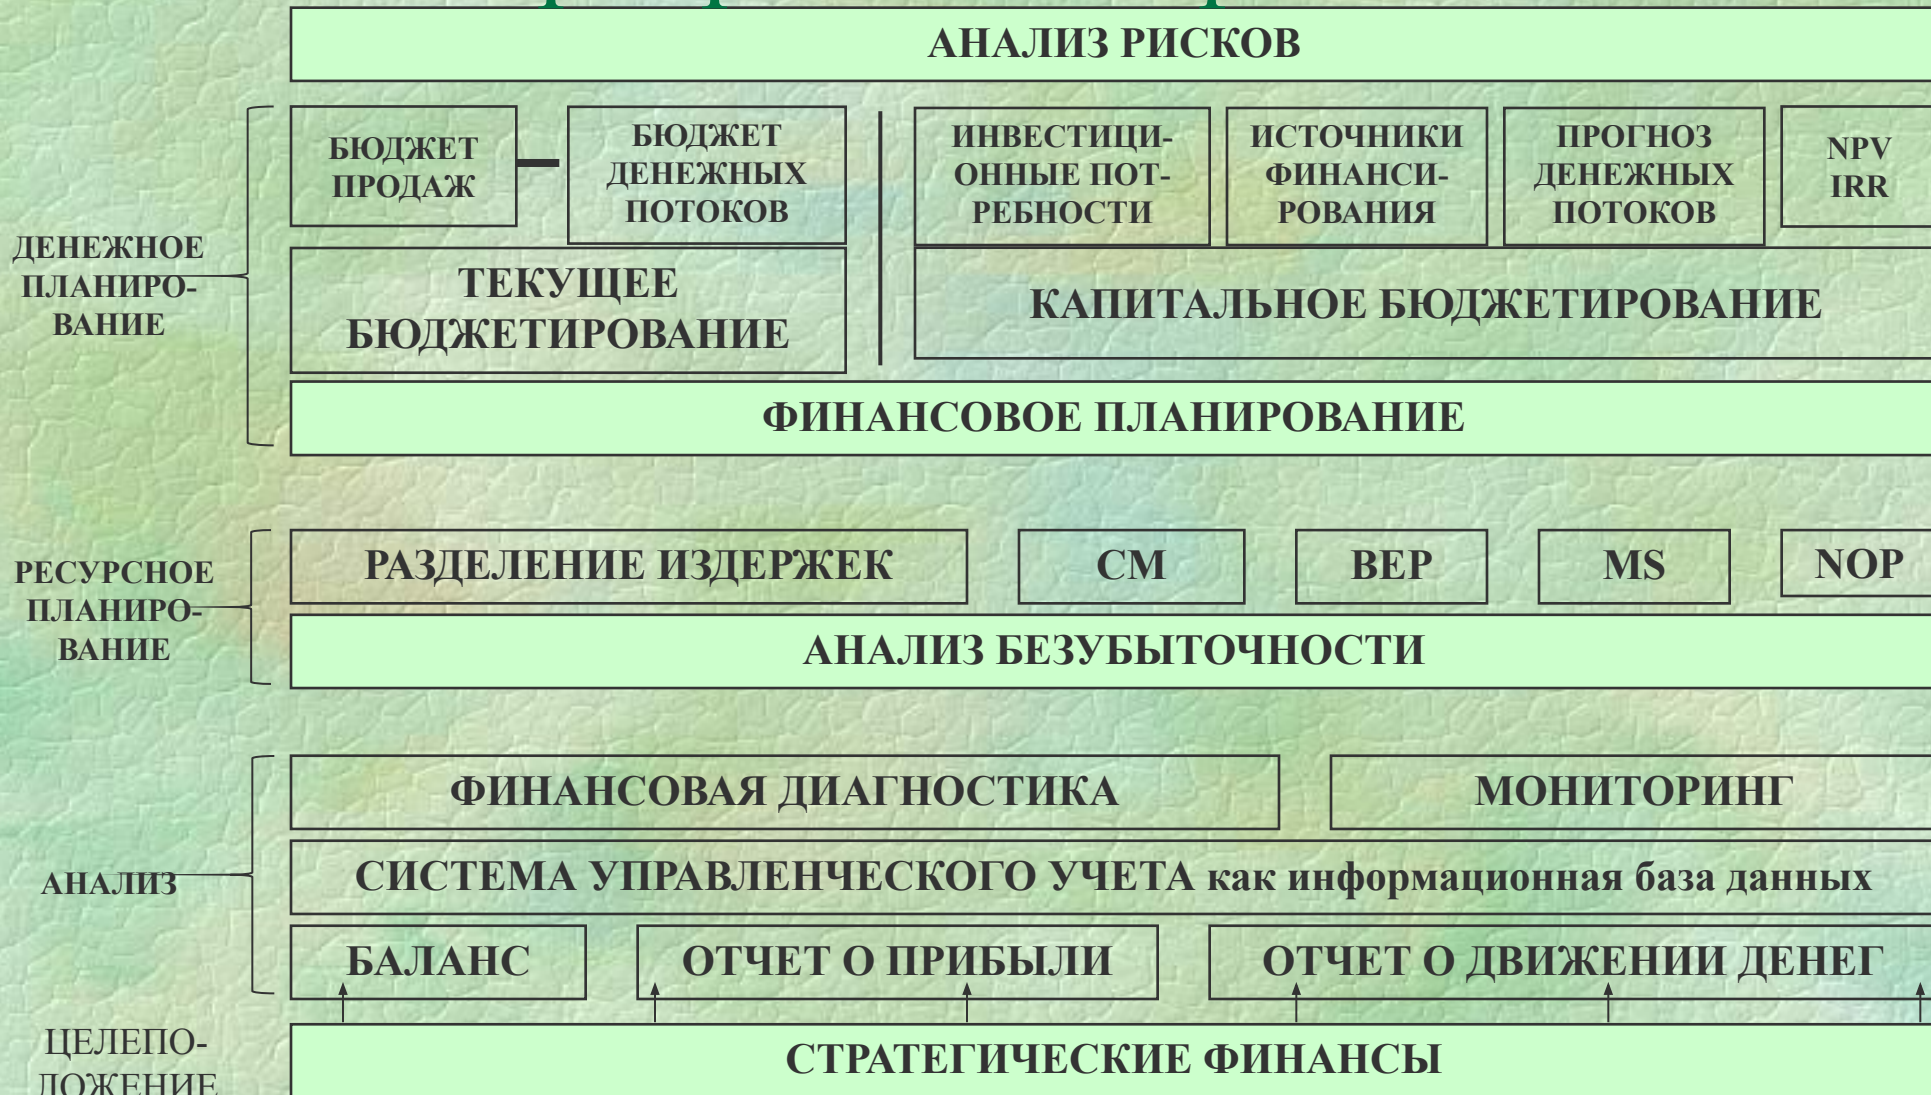 АНАЛИЗ РИСКОВ
БЮДЖЕТ
ПРОДАЖ
БЮДЖЕТ
ДЕНЕЖНЫХ
ПОТОКОВ
ИНВЕСТИЦИ-
ОННЫЕ ПОТ-
РЕБНОСТИ
ИСТОЧНИКИ
ФИНАНСИ-
РОВАНИЯ
ПРОГНОЗ
ДЕНЕЖНЫХ
ПОТОКОВ
NPV
IRR
ДЕНЕЖНОЕ
ПЛАНИРО-
ВАНИЕ
ТЕКУЩЕЕ
БЮДЖЕТИРОВАНИЕ
КАПИТАЛЬНОЕ БЮДЖЕТИРОВАНИЕ
ФИНАНСОВОЕ ПЛАНИРОВАНИЕ
РЕСУРСНОЕ
ПЛАНИРО-
ВАНИЕ
РАЗДЕЛЕНИЕ ИЗДЕРЖЕК
CM
BEP
MS
NOP
АНАЛИЗ БЕЗУБЫТОЧНОСТИ
ФИНАНСОВАЯ ДИАГНОСТИКА
МОНИТОРИНГ
АНАЛИЗ
СИСТЕМА УПРАВЛЕНЧЕСКОГО УЧЕТА как информационная база данных
БАЛАНС
ОТЧЕТ О ПРИБЫЛИ
ОТЧЕТ О ДВИЖЕНИИ ДЕНЕГ
ЦЕЛЕПО-
ЛОЖЕНИЕ
СТРАТЕГИЧЕСКИЕ ФИНАНСЫ